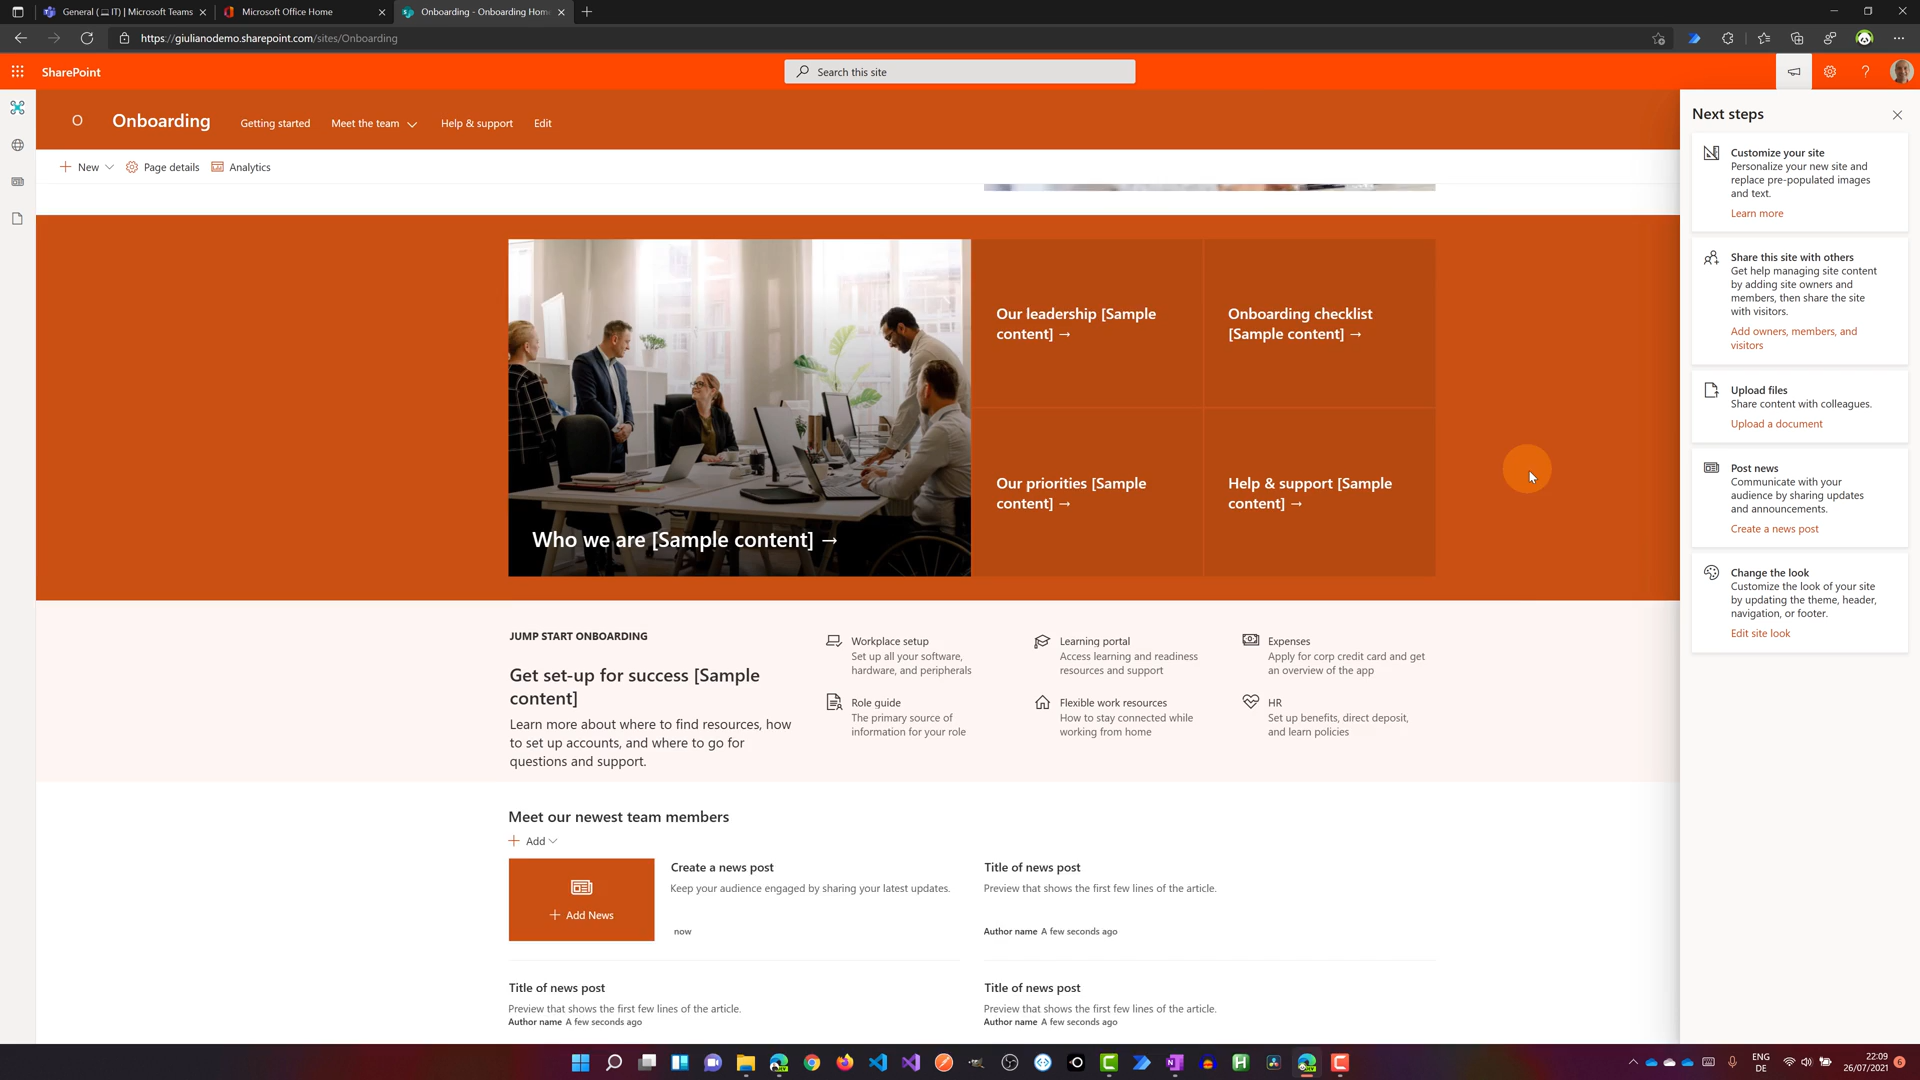 General (💻IT) | Microsoft Teams
Microsoft Office Home
Onboarding - Onboarding Hom
https://giulianodemo.sharepoint.com/sites/Onboarding
SharePoint
Search this site
O
Onboarding
Getting started
Meet the team
Help & support
Edit
New
Page details
Analytics
Our leadership [Sample
content] →
Onboarding checklist
[Sample content] →
Our priorities [Sample
content] →
Help & support [Sample
content] →
Who we are [Sample content] →
JUMP START ONBOARDING
Get set-up for success [Sample
content]
Learn more about where to find resources, how
to set up accounts, and where to go for
questions and support.
Workplace setup
Set up all your software,
hardware, and peripherals
Learning portal
Access learning and readiness
resources and support
Expenses
Apply for corp credit card and get
an overview of the app
Role guide
The primary source of
information for your role
Flexible work resources
How to stay connected while
working from home
HR
Set up benefits, direct deposit,
and learn policies
Meet our newest team members
Add
Add News
Create a news post
Keep your audience engaged by sharing your latest updates.
now
Title of news post
Preview that shows the first few lines of the article.
Author name A few seconds ago
Title of news post
Preview that shows the first few lines of the article.
Author name A few seconds ago
Title of news post
Preview that shows the first few lines of the article.
Author name A few seconds ago
Next steps
Customize your site
Personalize your new site and
replace pre-populated images
and text.
Learn more
Share this site with others
Get help managing site content
by adding site owners and
members, then share the site
with visitors.
Add owners, members, and
visitors
Upload files
Share content with colleagues.
Upload a document
Post news
Communicate with your
audience by sharing updates
and announcements.
Create a news post
Change the look
Customize the look of your site
by updating the theme, header,
navigation, or footer.
Edit site look
ENG
DE
22:09
26/07/2021
6